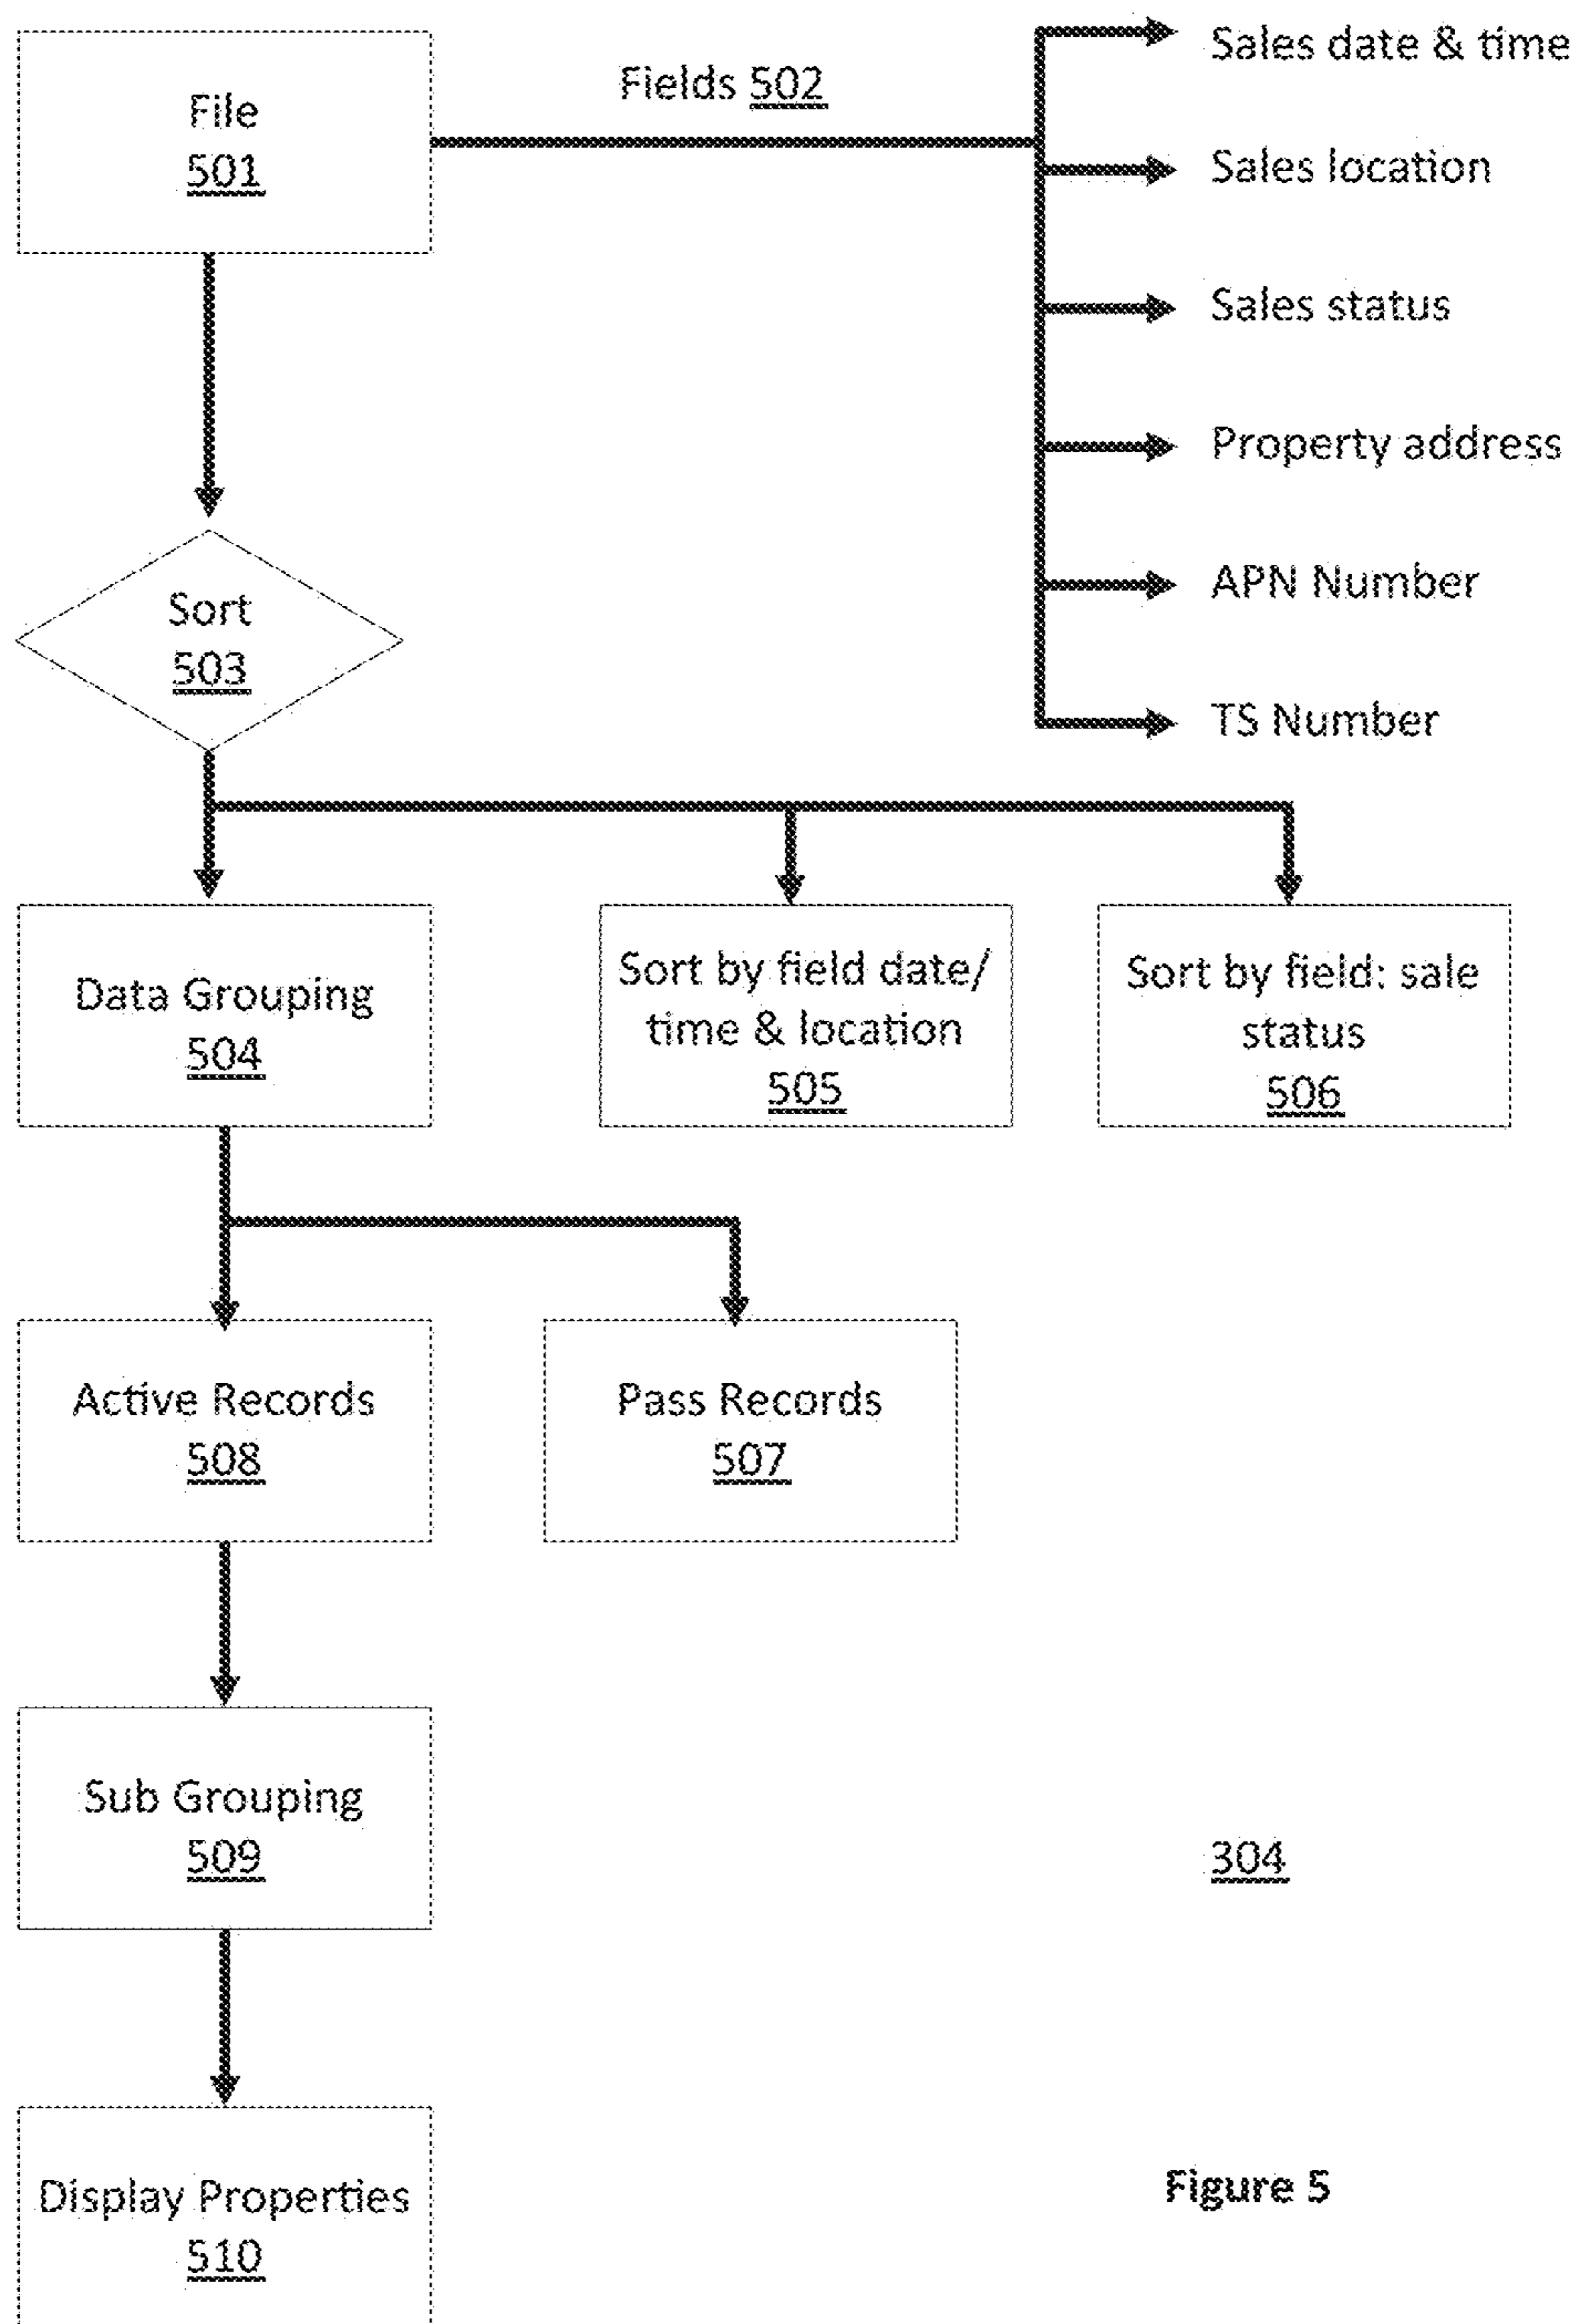 File
501
Fields 502
Sales date & time
Sales location
Sales status
Property address
APN Number
TS Number
Sort
503
Data Grouping
504
Sort by field date/
time & location
505
Sort by field: sale
status
506
Active Records
508
Pass Records
507
Sub Grouping
509
304
Display Properties
510
Figure 5